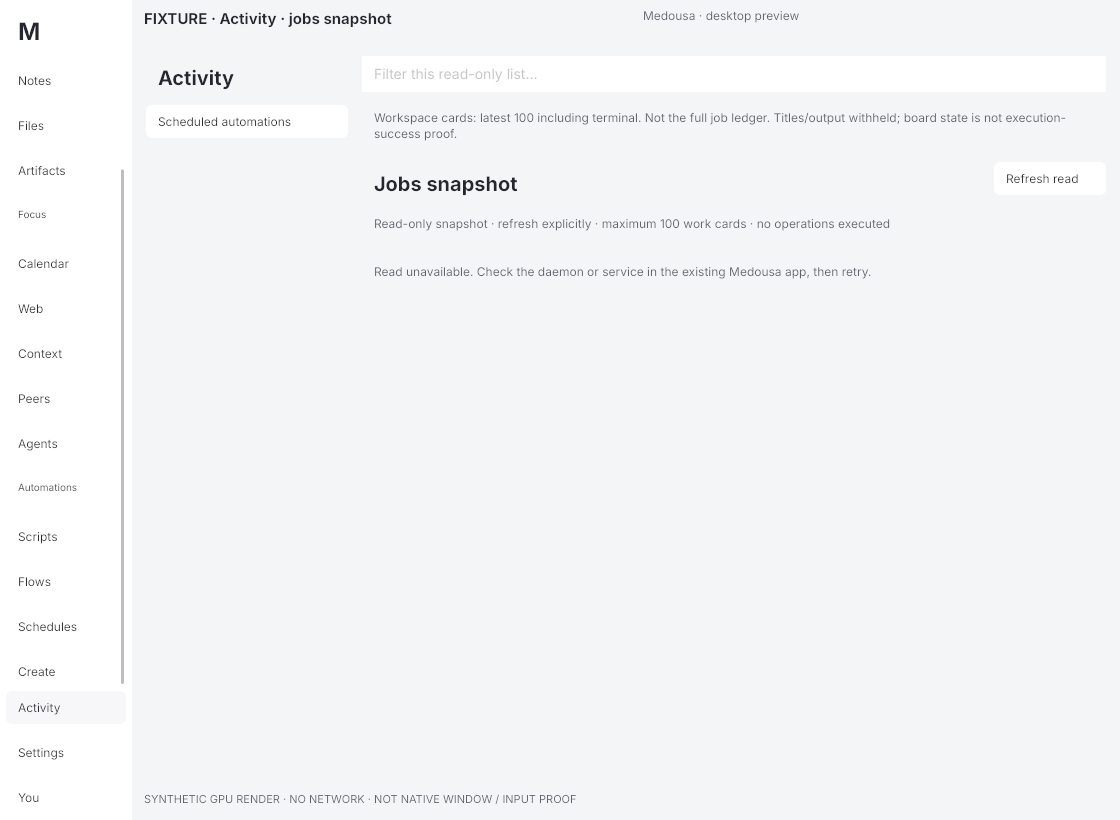 M
Notes
Files
Artifacts
Focus
Calendar
Web
Context
Peers
Agents
Automations
Scripts
Flows
Schedules
Create
Activity
Settings
You
FIXTURE · Activity · jobs snapshot
Medousa · desktop preview
Activity
Scheduled automations
Filter this read-only list...
Workspace cards: latest 100 including terminal. Not the full job ledger. Titles/output withheld; board state is not execution-
success proof.
Jobs snapshot
Refresh read
Read-only snapshot · refresh explicitly · maximum 100 work cards · no operations executed
Read unavailable. Check the daemon or service in the existing Medousa app, then retry.
SYNTHETIC GPU RENDER · NO NETWORK · NOT NATIVE WINDOW / INPUT PROOF